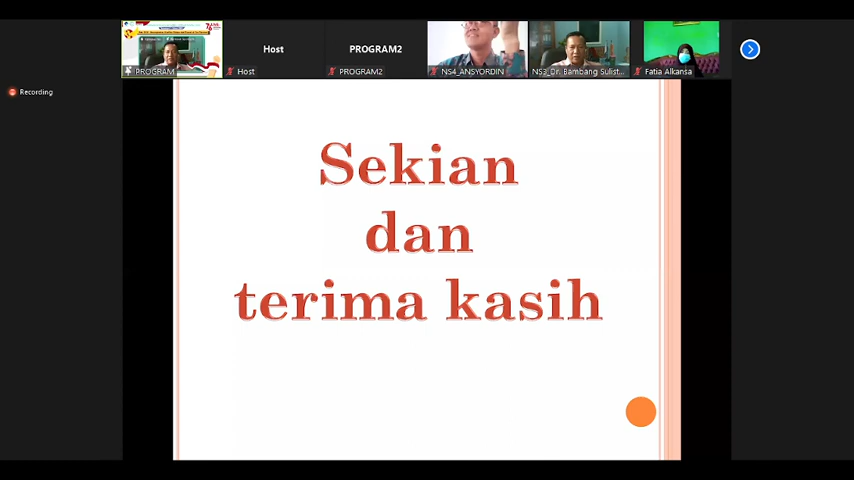 Host
PROGRAM2
PROGRAM
Host
PROGRAM2
NS4_ANSYORDIN
NS3_Dr. Bambang Sulist...
Fatia Alkansa
Recording
Sekian
dan
terima kasih